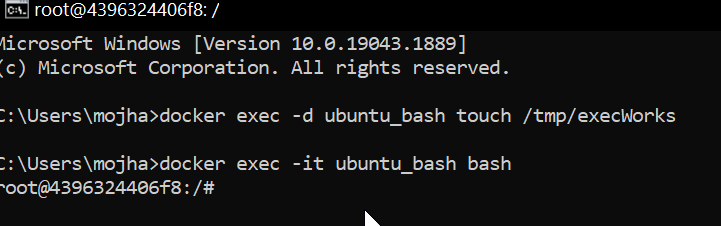 root@4396324406f8: /
Microsoft Windows [Version 10.0.19043.1889]
(c) Microsoft Corporation. All rights reserved.
C:\Users\mojha>docker exec -d ubuntu_bash touch /tmp/execWorks
C:\Users\mojha>docker exec -it ubuntu_bash bash
root@4396324406f8:/#